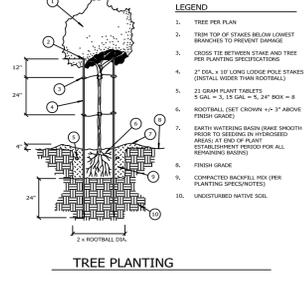 LEGEND
1. TREE PER PLAN
2. TRIM TOP OF STAKES BELOW LOWEST
BRANCHES TO PREVENT DAMAGE
3. CROSS TIE BETWEEN STAKE AND TREE
PER PLANTING SPECIFICATIONS
4. 2" DIA. x 10' LONG LODGE POLE STAKES
(INSTALL WIDER THAN ROOTBALL)
5. 21 GRAM PLANT TABLETS
5 GAL = 3, 15 GAL = 5, 24" BOX = 8
6. ROOTBALL (SET CROWN +/- 3" ABOVE
FINISH GRADE)
7. EARTH WATERING BASIN (RAKE SMOOTH
PRIOR TO SEEDING IN HYDROSEED
AREAS; AT END OF PLANT
ESTABLISHMENT PERIOD FOR ALL
REMAINING BASINS)
8. FINISH GRADE
9. COMPACTED BACKFILL MIX (PER
PLANTING SPECS/NOTES)
10. UNDISTURBED NATIVE SOIL
1
2
12"
3
24"
4
6
8
7
5
4"
9
24"
10
2 x ROOTBALL DIA.
TREE PLANTING